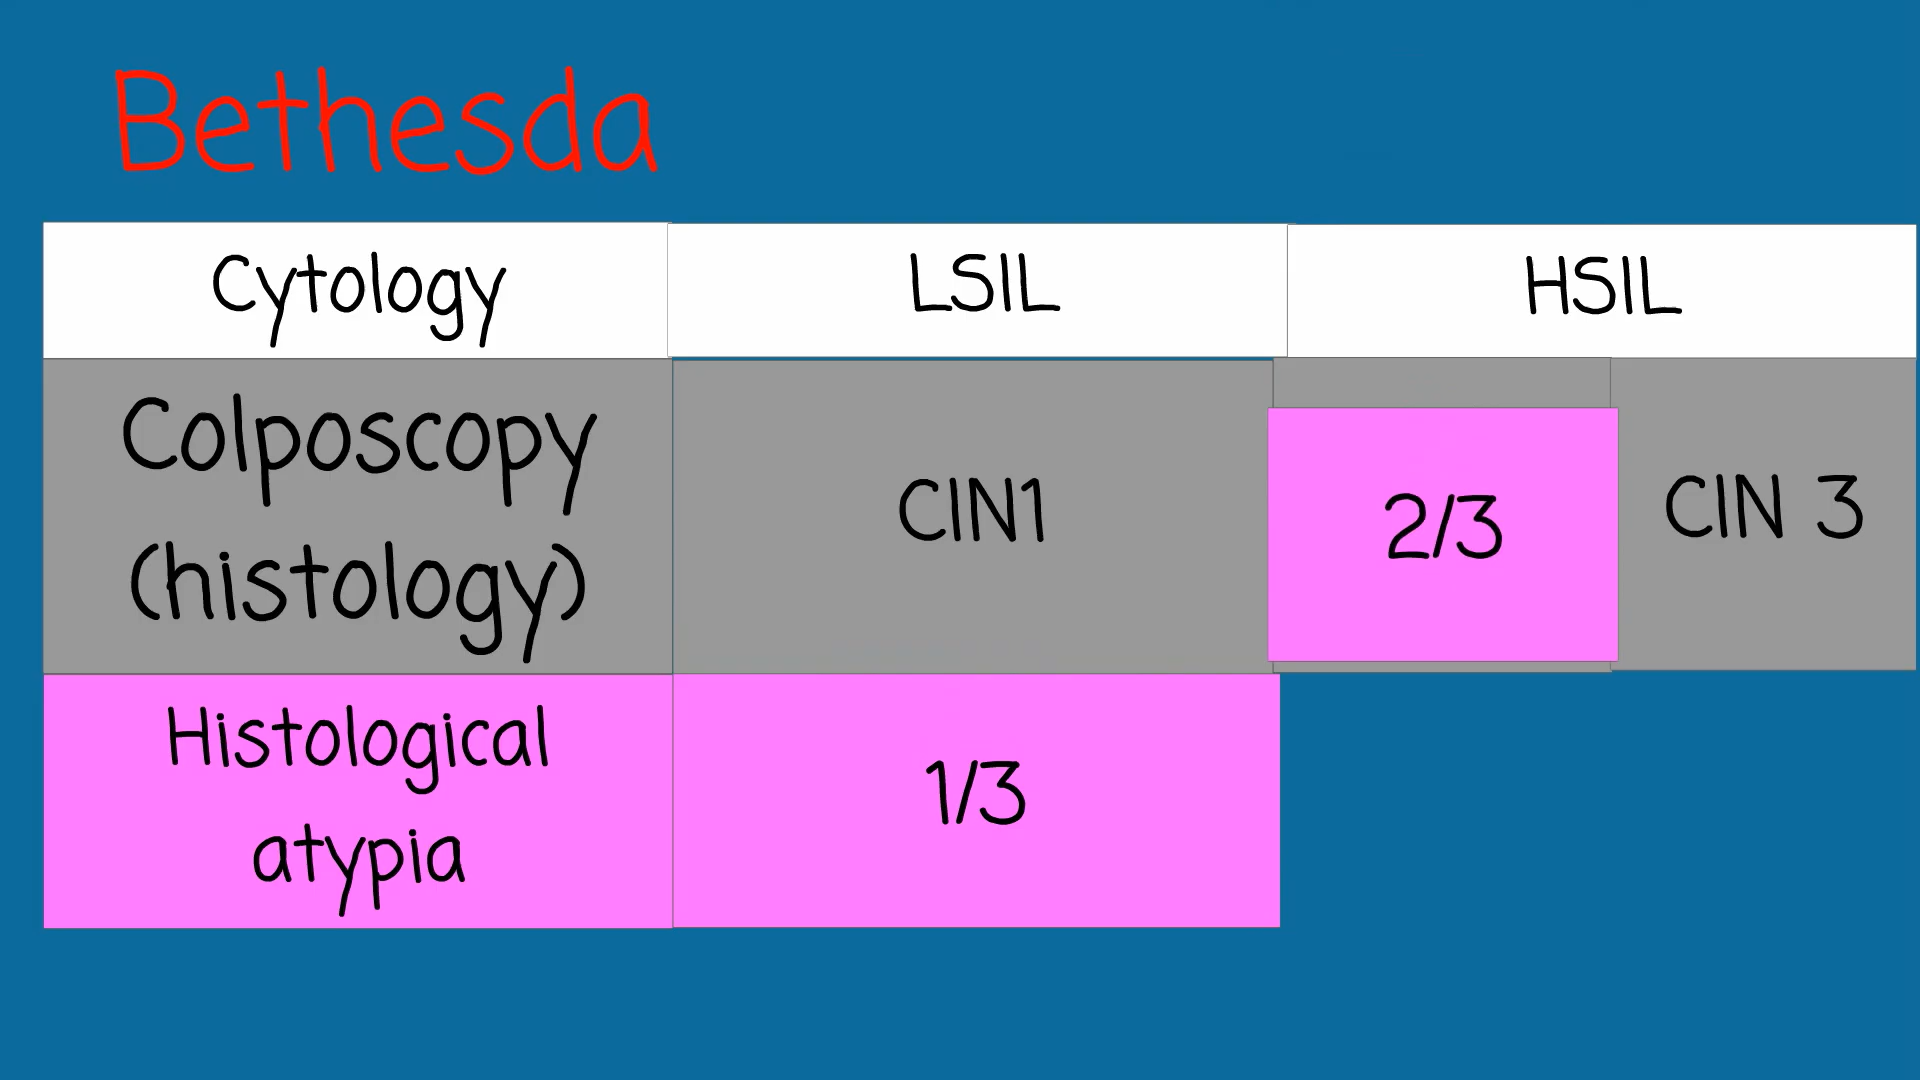 Bethesda
Cytology LSIL HSIL
Colposcopy
(histology)
CIN1 2/3 CIN 3
Histological
atypia
1/3